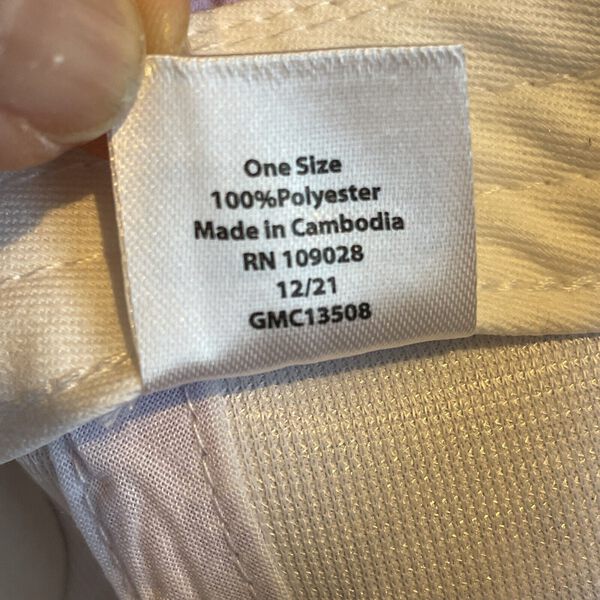 One Size
100%Polyester
Made in Cambodia
RN 109028
12/21
GMC13508